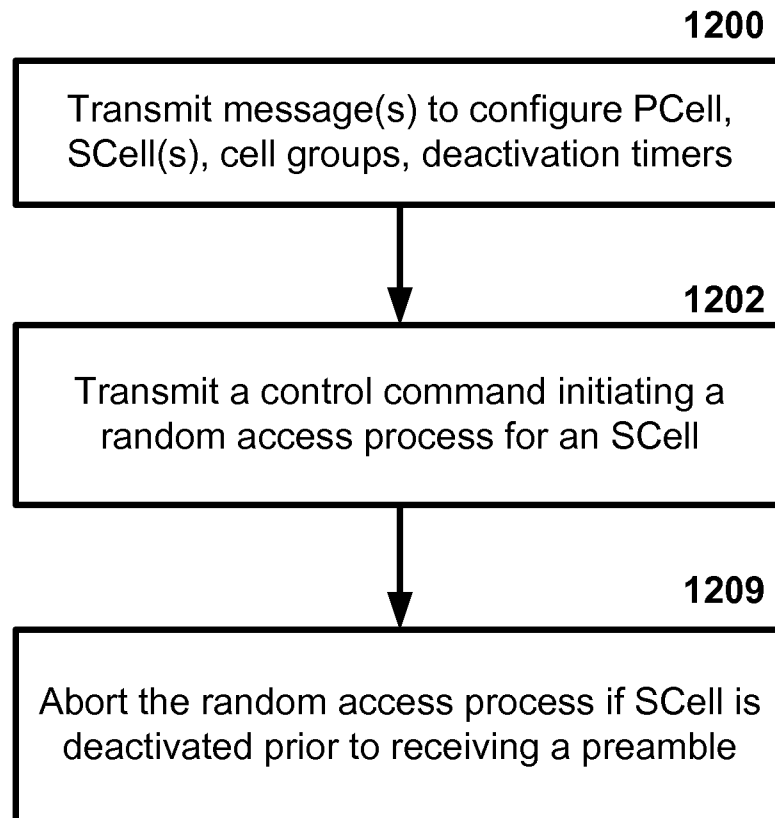 1200
Transmit message(s) to configure PCell,
SCell(s), cell groups, deactivation timers
1202
Transmit a control command initiating a
random access process for an SCell
1209
Abort the random access process if SCell is
deactivated prior to receiving a preamble